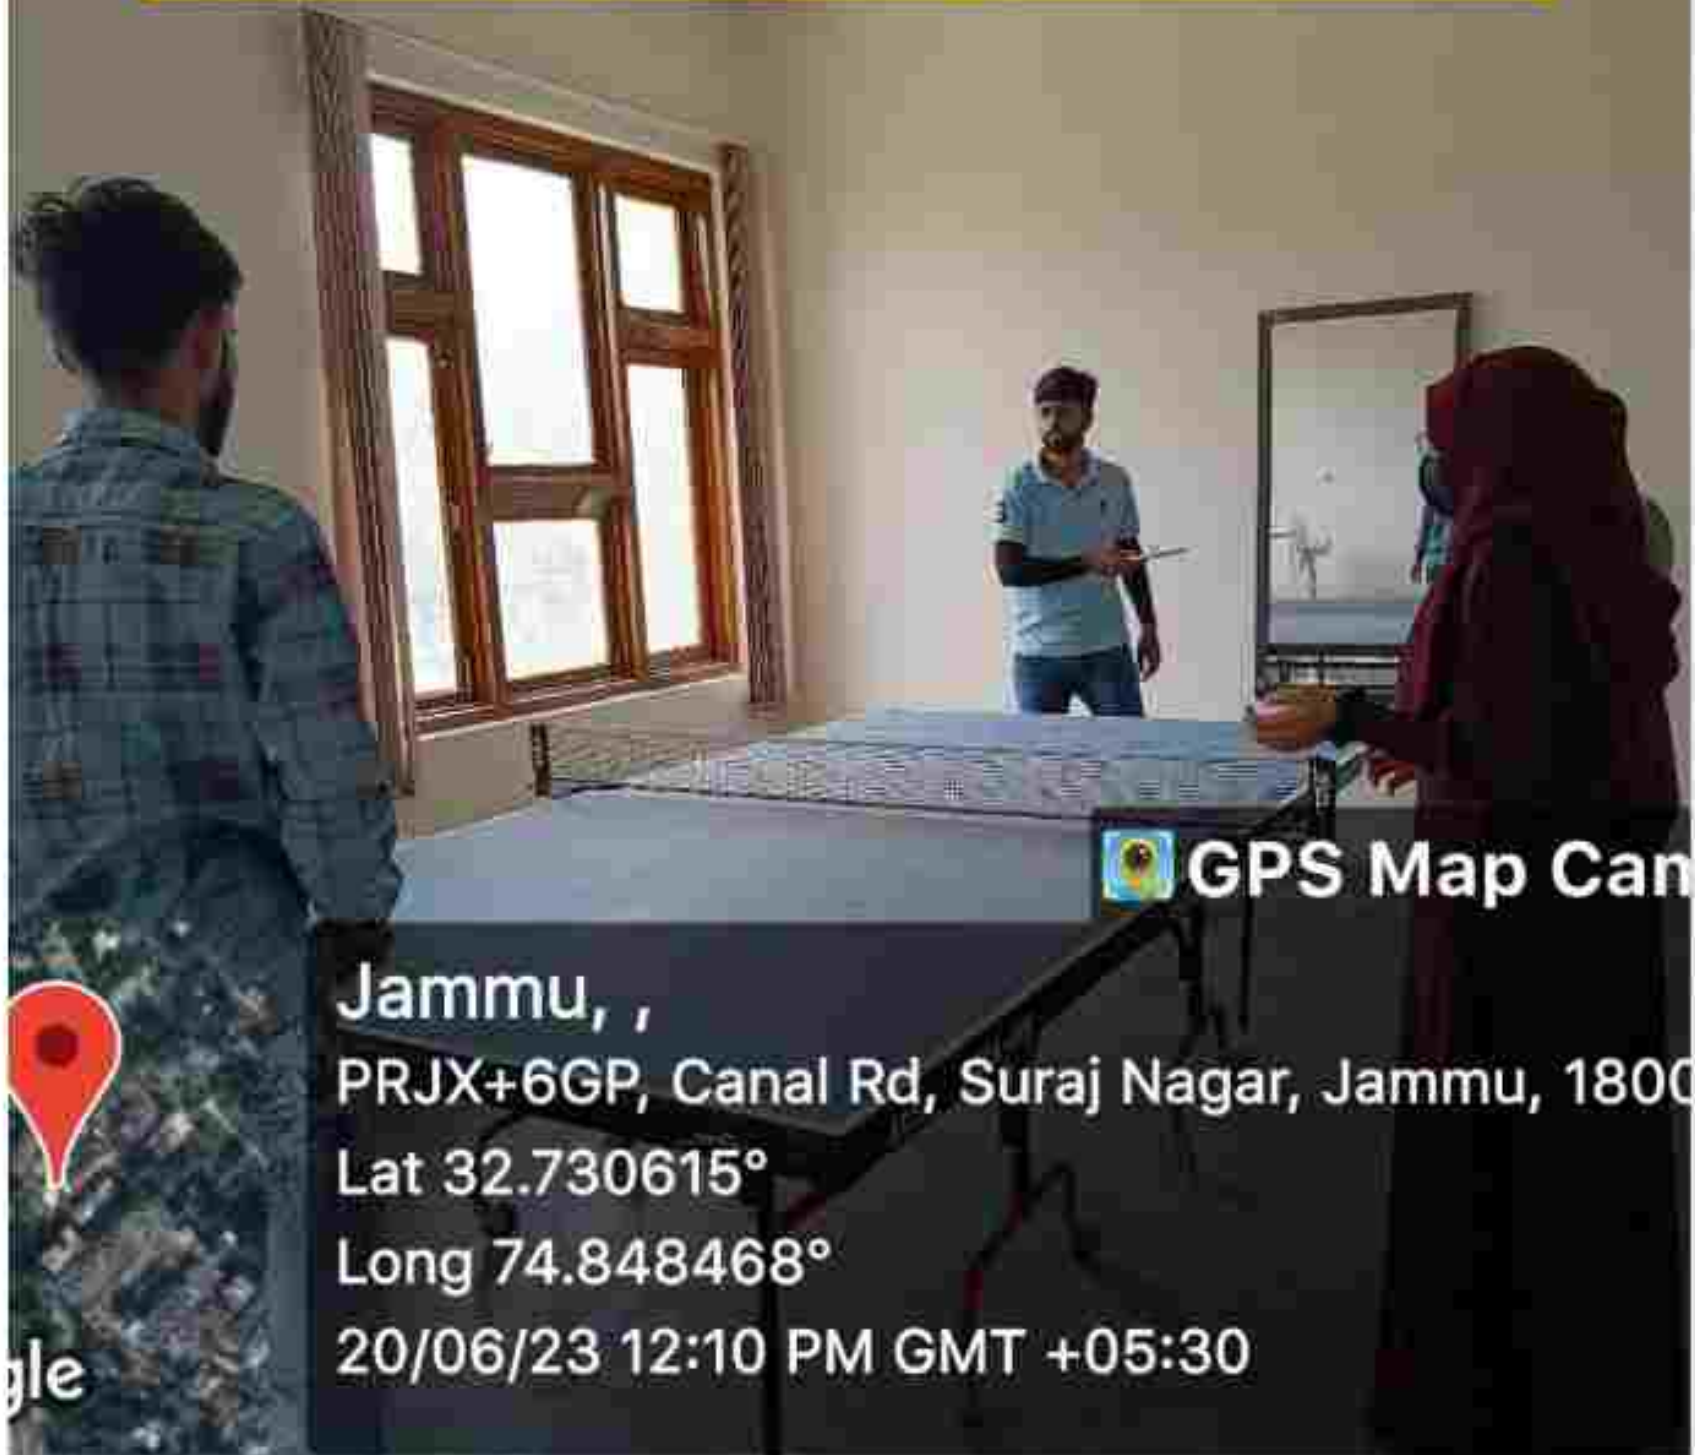 GPS Map Cam
Jammu, ,
PRJX+6GP, Canal Rd, Suraj Nagar, Jammu, 1800
Lat 32.730615°
Long 74.848468°
20/06/23 12:10 PM GMT +05:30
gle